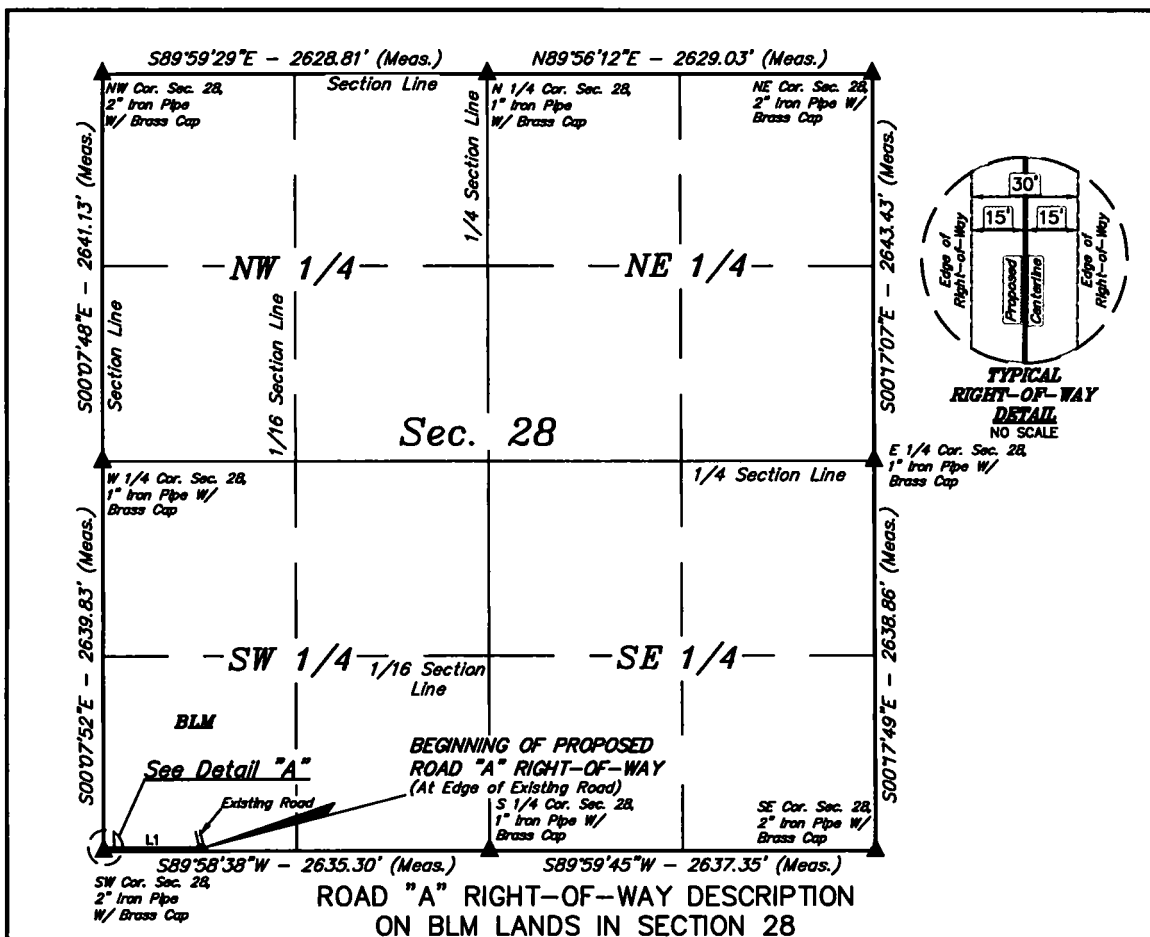 S89°59'29"E - 2628.81' (Meas.)
N89°56'12"E - 2629.03' (Meas.)
NW Cor. Sec. 28,
2" Iron Pipe
W/ Brass Cap
Section Line
N 1/4 Cor. Sec. 28,
1" Iron Pipe
W/ Brass Cap
NE Cor. Sec. 28,
2" Iron Pipe W/
Brass Cap
S00°07'48"E - 2641.13' (Meas.)
Section Line
1/4 Section Line
S00°17'07"E - 2643.43' (Meas.)
NW 1/4
NE 1/4
1/16 Section Line
30'
15'
15'
Edge of
Right-of-Way
Proposed
Centerline
Edge of
Right-of-Way
TYPICAL
RIGHT-OF-WAY
DETAIL
NO SCALE
Sec. 28
W 1/4 Cor. Sec. 28,
1" Iron Pipe W/
Brass Cap
1/4 Section Line
E 1/4 Cor. Sec. 28,
1" Iron Pipe W/
Brass Cap
S00°07'52"E - 2639.83' (Meas.)
S00°17'49"E - 2638.86' (Meas.)
SW 1/4
1/16 Section
Line
SE 1/4
BLM
See Detail "A"
Existing Road
L1
BEGINNING OF PROPOSED
ROAD "A" RIGHT-OF-WAY
(At Edge of Existing Road)
S 1/4 Cor. Sec. 28,
1" Iron Pipe W/
Brass Cap
SE Cor. Sec. 28,
2" Iron Pipe W/
Brass Cap
S89°58'38"W - 2635.30' (Meas.)
S89°59'45"W - 2637.35' (Meas.)
SW Cor. Sec. 28,
2" Iron Pipe
W/ Brass Cap
ROAD "A" RIGHT-OF-WAY DESCRIPTION
ON BLM LANDS IN SECTION 28